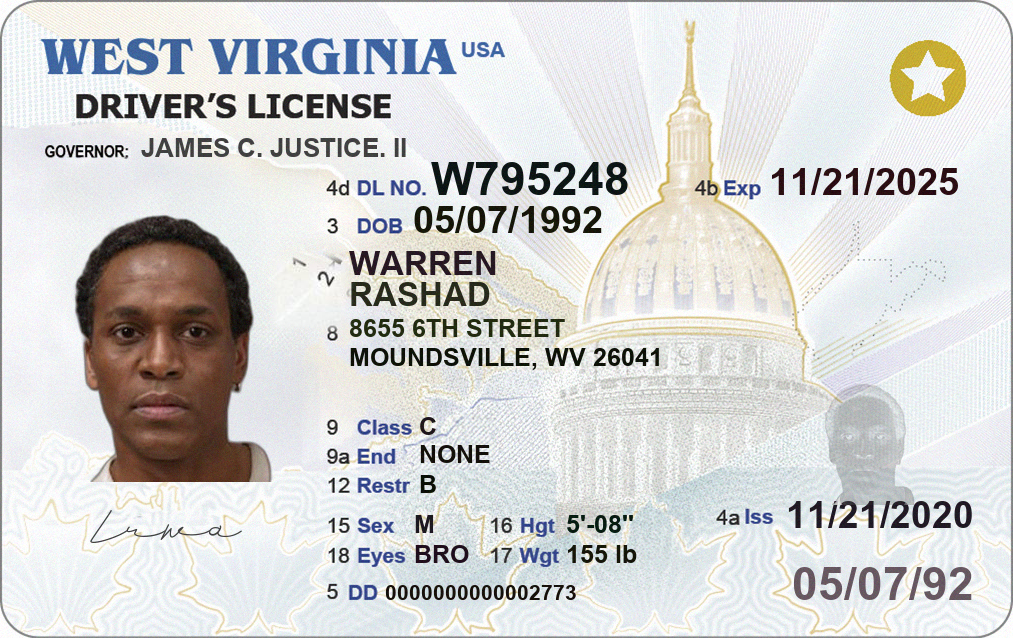 WEST VIRGINIA USA
DRIVER'S LICENSE
GOVERNOR: JAMES C. JUSTICE. II
4d DL NO. W795248 4b Exp 11/21/2025
3 DOB 05/07/1992
1 WARREN
2 RASHAD
8 8655 6TH STREET
MOUNDSVILLE, WV 26041
9 Class C
9a End NONE
12 Restr B
15 Sex M 16 Hgt 5'-08"
4a Iss 11/21/2020
18 Eyes BRO 17 Wgt 155 lb
5 DD 0000000000002773
05/07/92